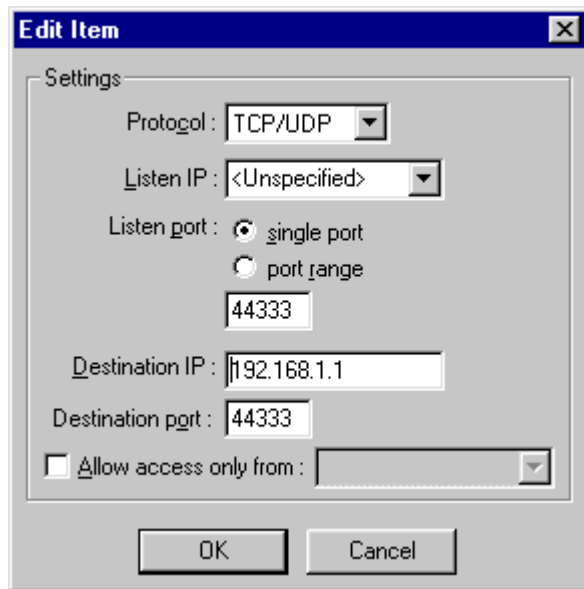 Edit Item
Settings
Protocol : TCP/UDP
Listen IP : <Unspecified>
Listen port : single port
port range
44333
Destination IP : 192.168.1.1
Destination port : 44333
Allow access only from :
OK Cancel